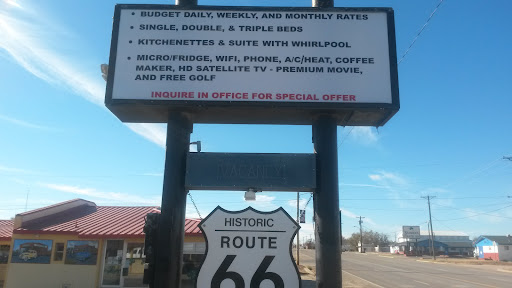 • BUDGET DAILY, WEEKLY, AND MONTHLY RATES
• SINGLE, DOUBLE, & TRIPLE BEDS
• KITCHENETTES & SUITE WITH WHIRLPOOL
• MICRO/FRIDGE, WIFI, PHONE, A/C/HEAT, COFFEE
MAKER, HD SATELLITE TV - PREMIUM MOVIE,
AND FREE GOLF
INQUIRE IN OFFICE FOR SPECIAL OFFER
VACANCY
HISTORIC
ROUTE
66